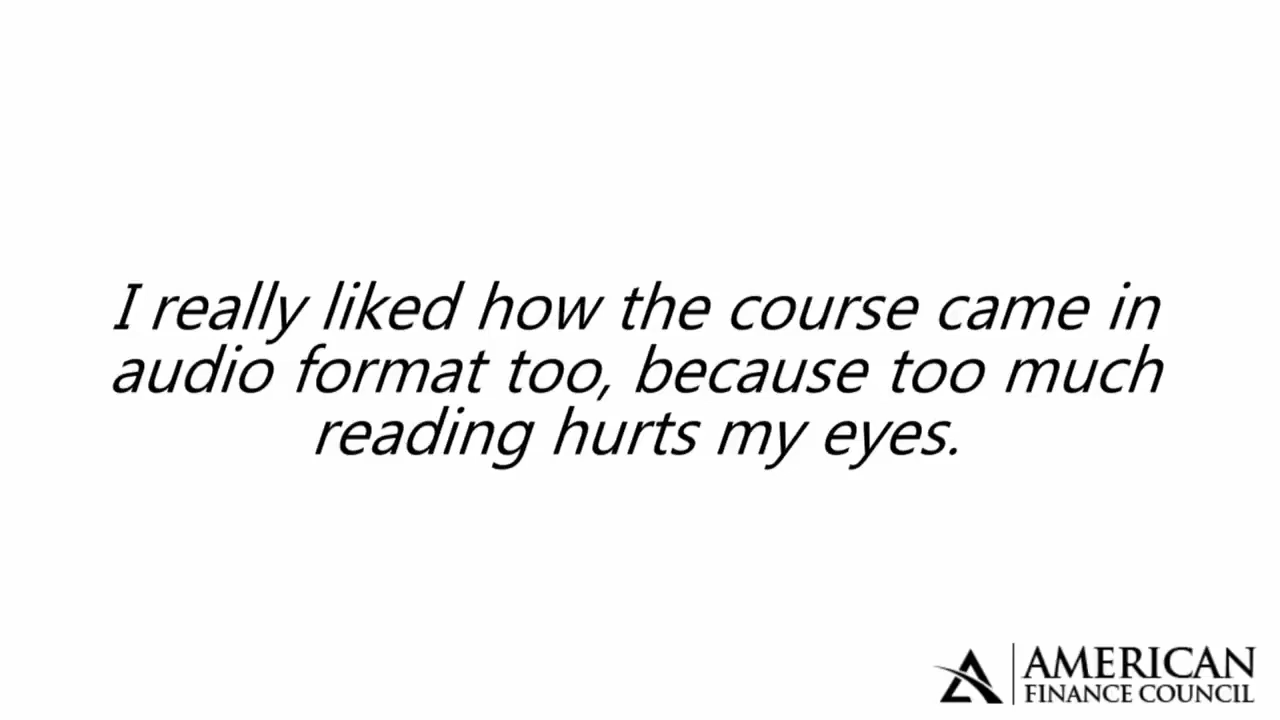 I really liked how the course came in
audio format too, because too much
reading hurts my eyes.
AMERICAN
FINANCE COUNCIL